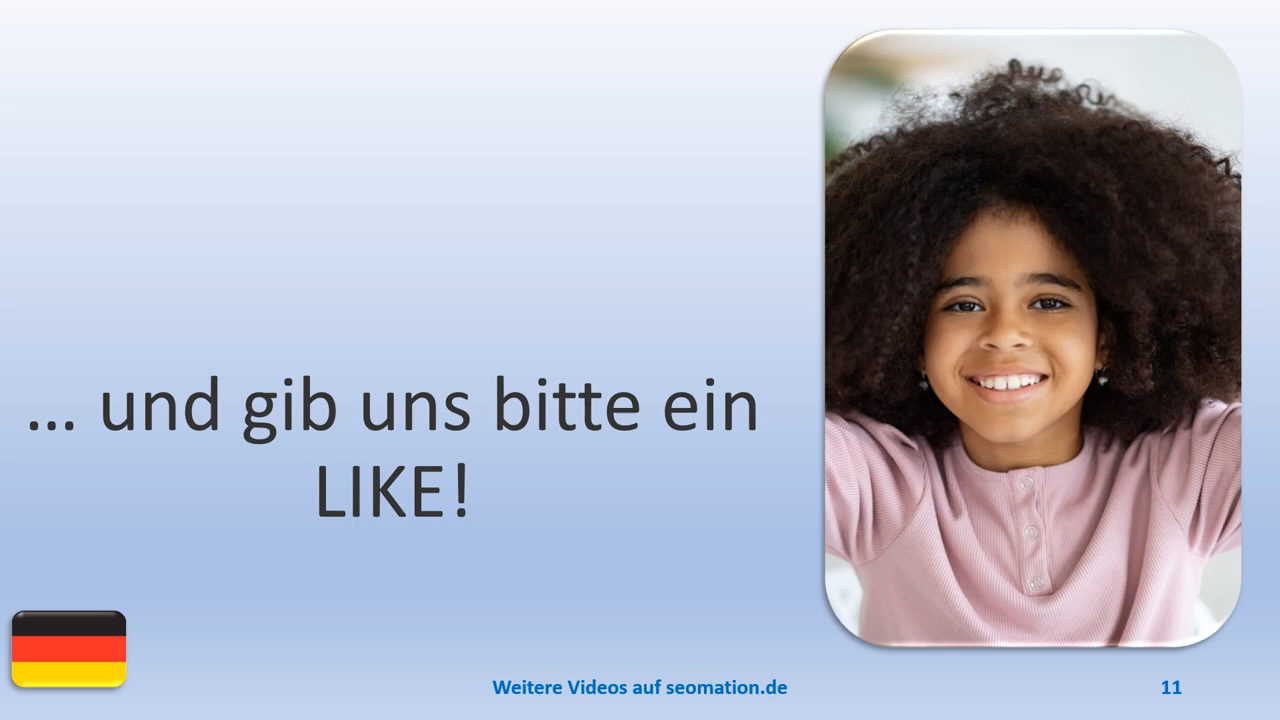 ... und gib uns bitte ein
LIKE!
Weitere Videos auf seomation.de
11